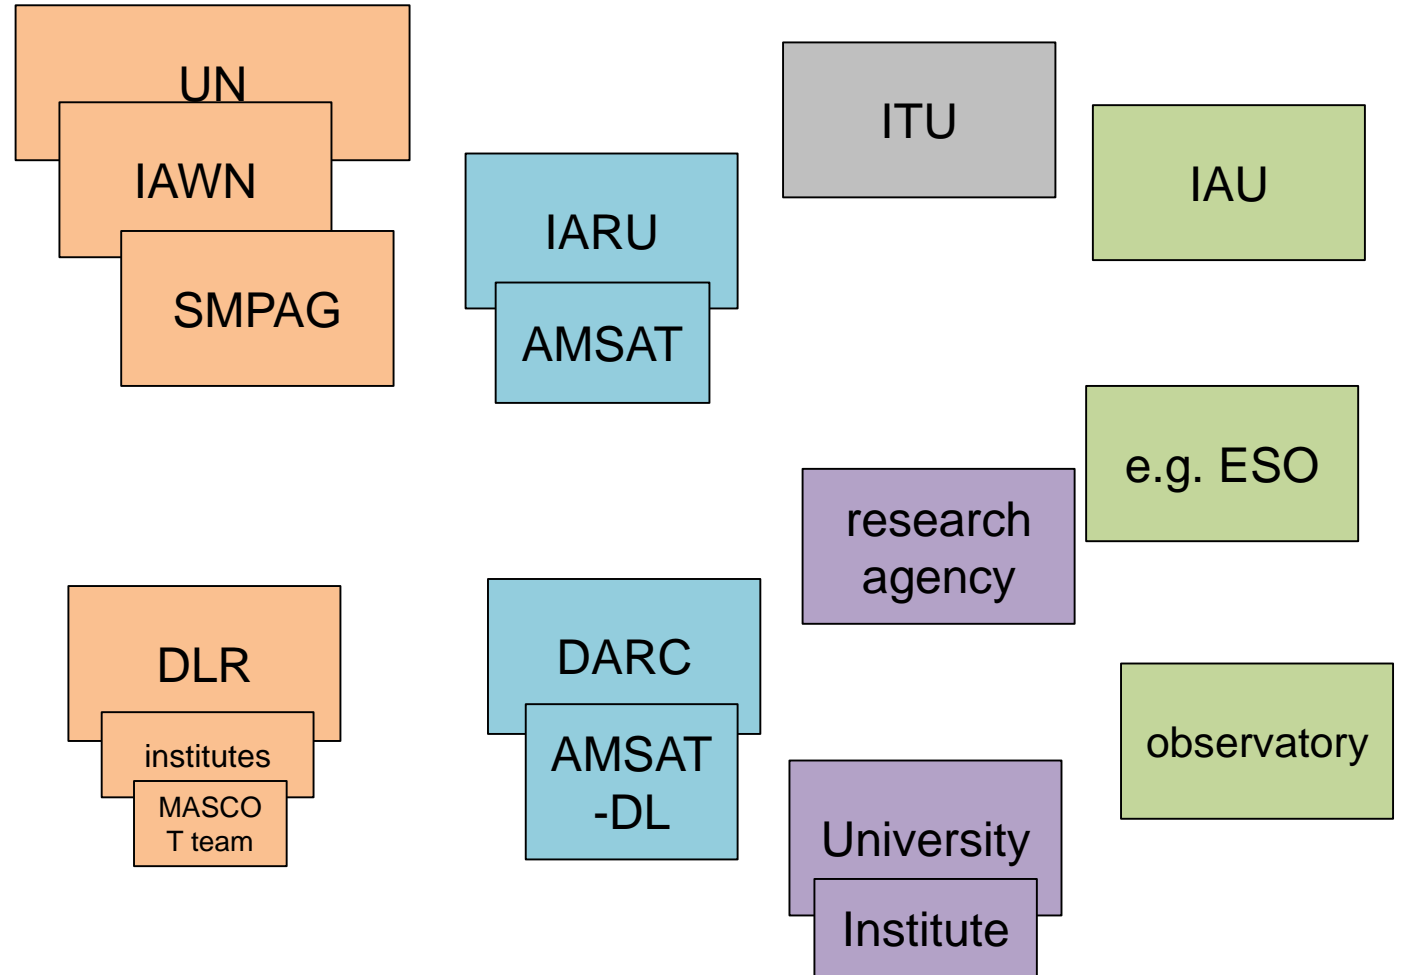 UN
IAWN
SMPAG
IARU
AMSAT
ITU
IAU
e.g. ESO
research
agency
DLR
institutes
MASCO
T team
DARC
AMSAT
-DL
University
Institute
observatory